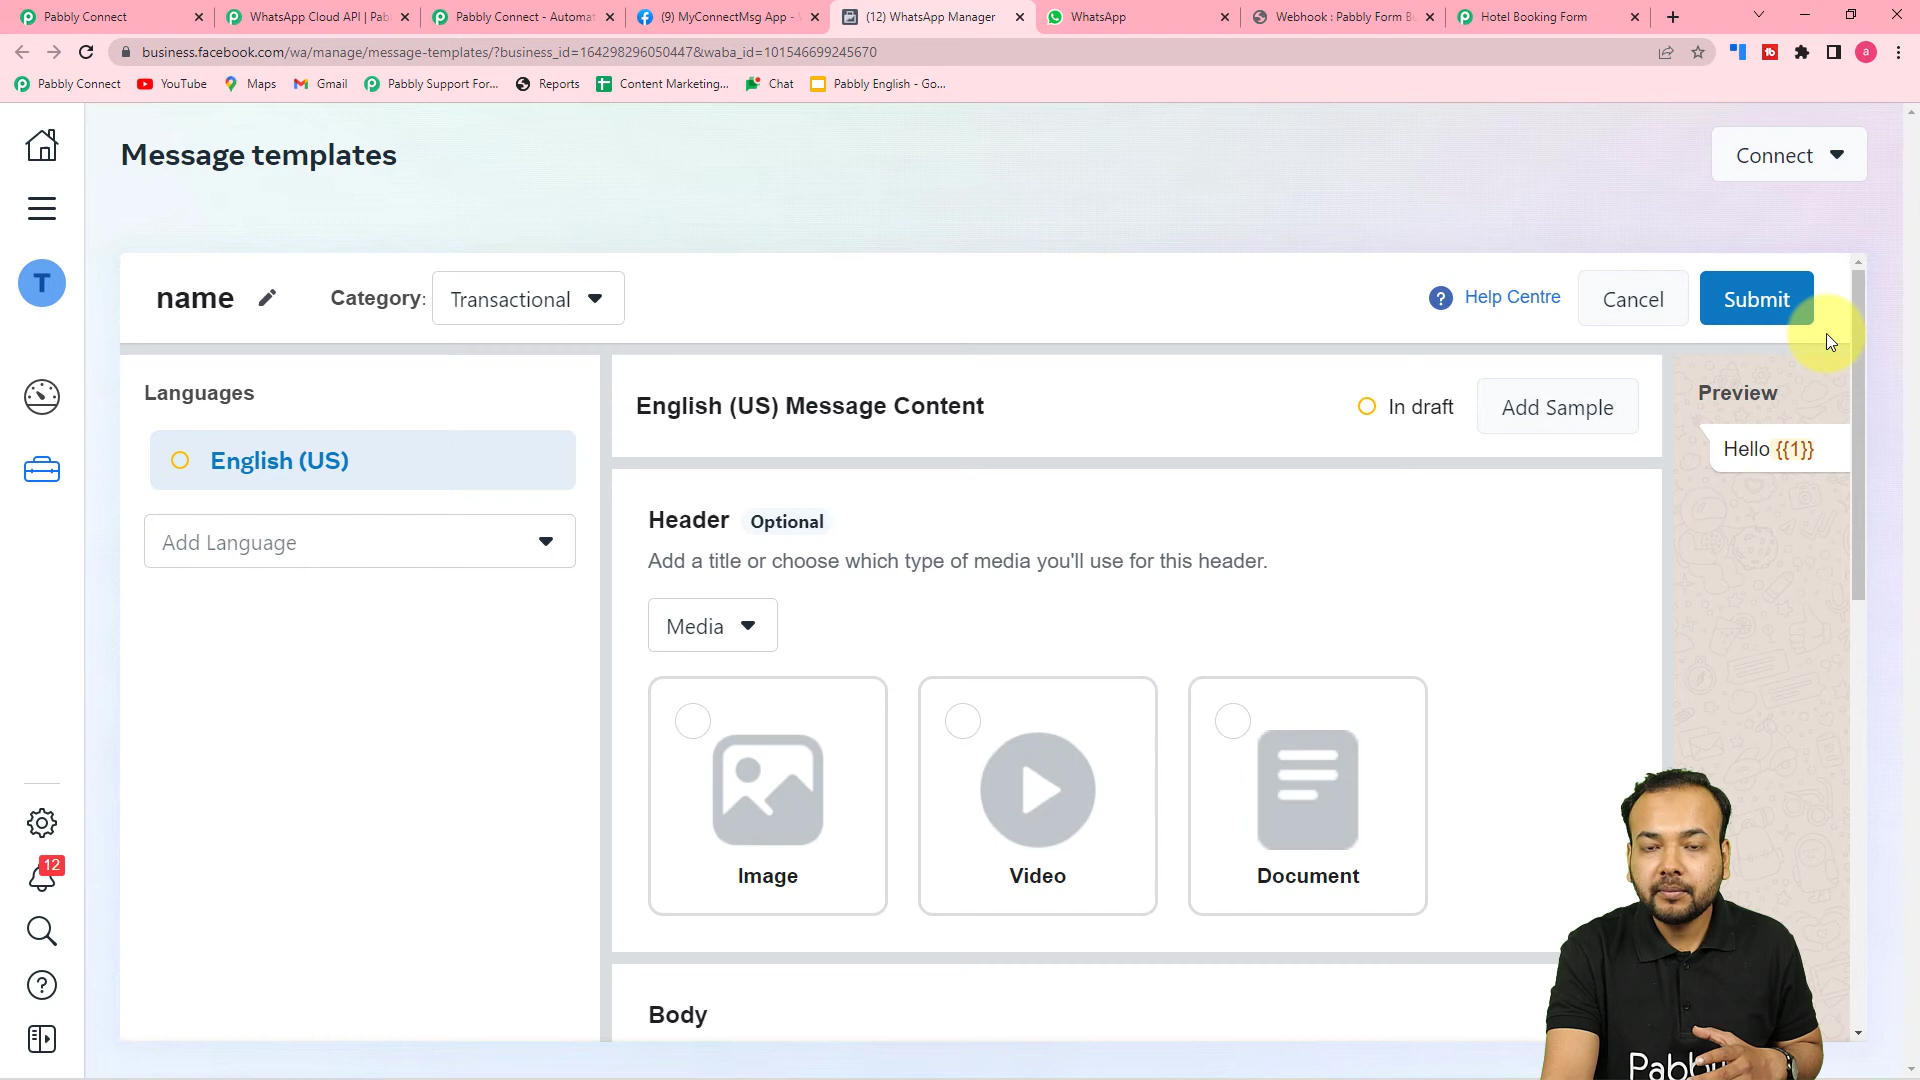 Pabbly Connect
WhatsApp Cloud API | Pab
Pabbly Connect - Automat
(9) MyConnectMsg App -
(12) WhatsApp Manager
WhatsApp
Webhook : Pabbly Form B
Hotel Booking Form
business.facebook.com/wa/manage/message-templates/?business_id=164298296050447&waba_id=101546699245670
a
Pabbly Connect
YouTube
Maps
Gmail
Pabbly Support For...
Reports
Content Marketing...
Chat
Pabbly English - Go...
Message templates
Connect
T
name
Category:
Transactional
? Help Centre
Cancel
Submit
Languages
English (US)
Add Language
English (US) Message Content
In draft
Add Sample
Preview
Hello {{1}}
Header Optional
Add a title or choose which type of media you'll use for this header.
Media
Image
Video
Document
Body
12
Pabbly